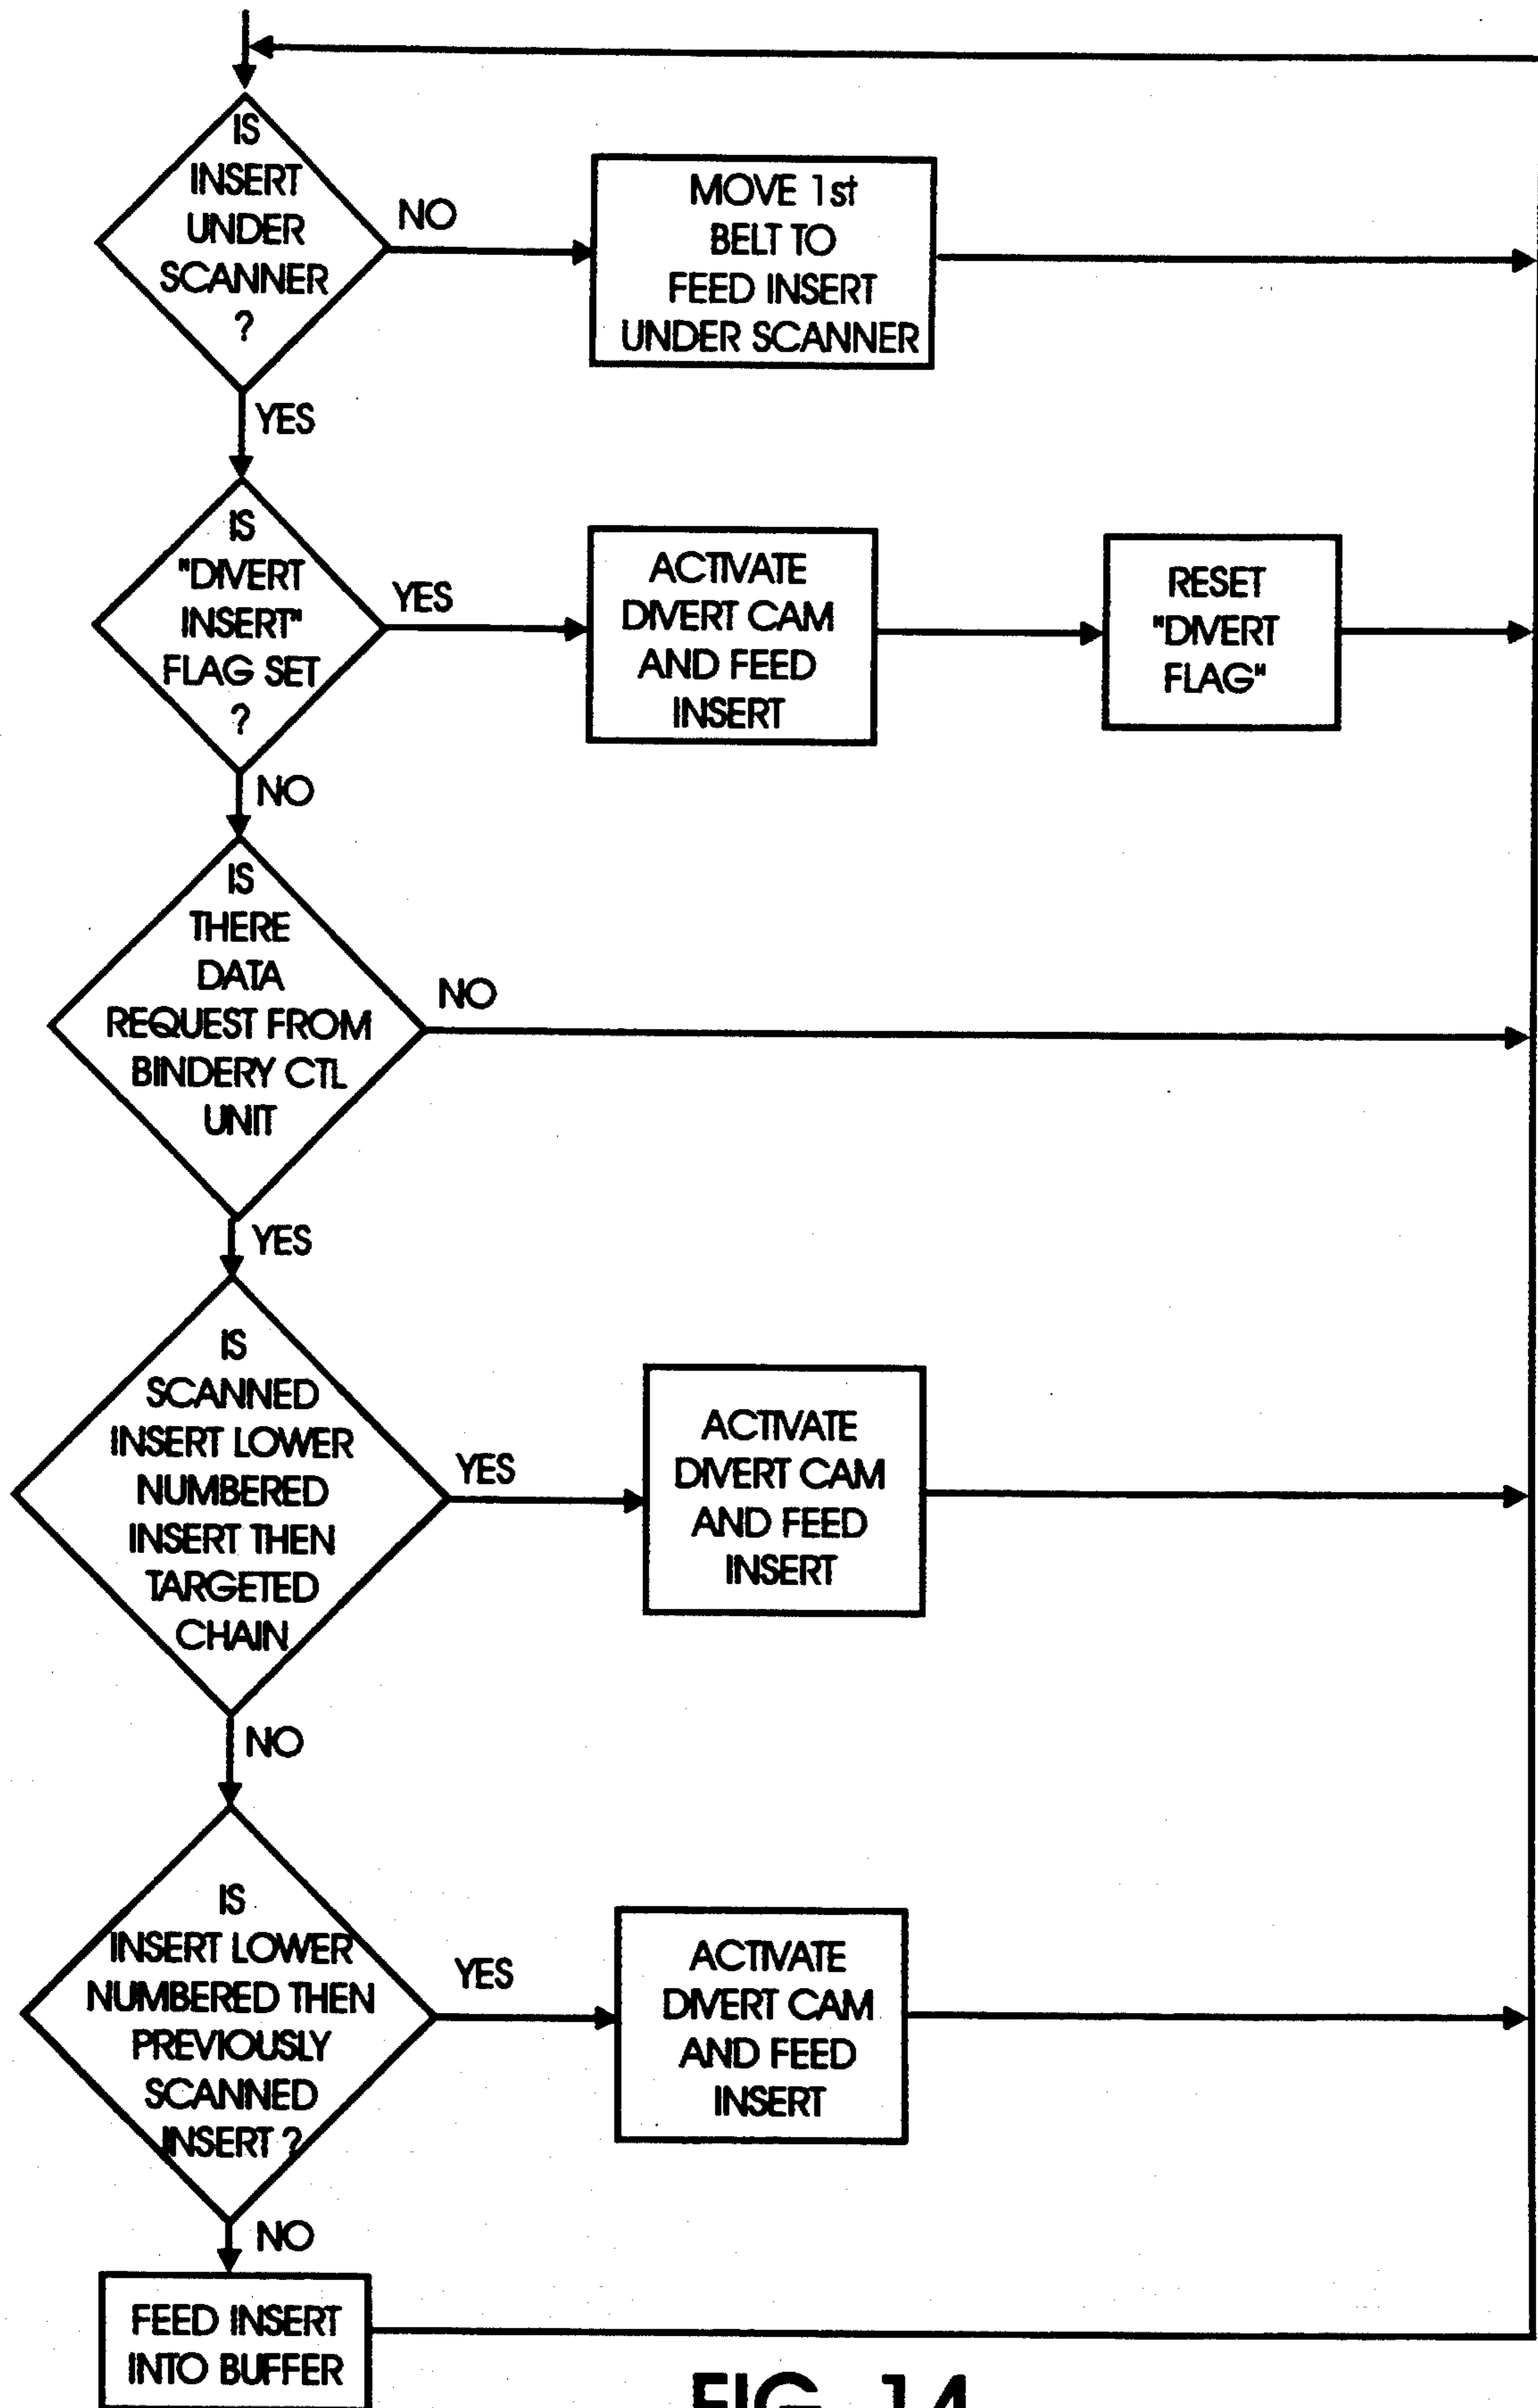 IS
INSERT
UNDER
SCANNER
?
NO
MOVE 1st
BELT TO
FEED INSERT
UNDER SCANNER
YES
IS
"DIVERT
INSERT"
FLAG SET
?
YES
ACTIVATE
DIVERT CAM
AND FEED
INSERT
RESET
"DIVERT
FLAG"
NO
IS
THERE
DATA
REQUEST FROM
BINDERY CTL
UNIT
NO
YES
IS
SCANNED
INSERT LOWER
NUMBERED
INSERT THEN
TARGETED
CHAIN
YES
ACTIVATE
DIVERT CAM
AND FEED
INSERT
NO
IS
INSERT LOWER
NUMBERED THEN
PREVIOUSLY
SCANNED
INSERT ?
YES
ACTIVATE
DIVERT CAM
AND FEED
INSERT
NO
FEED INSERT
INTO BUFFER
FIG. 14